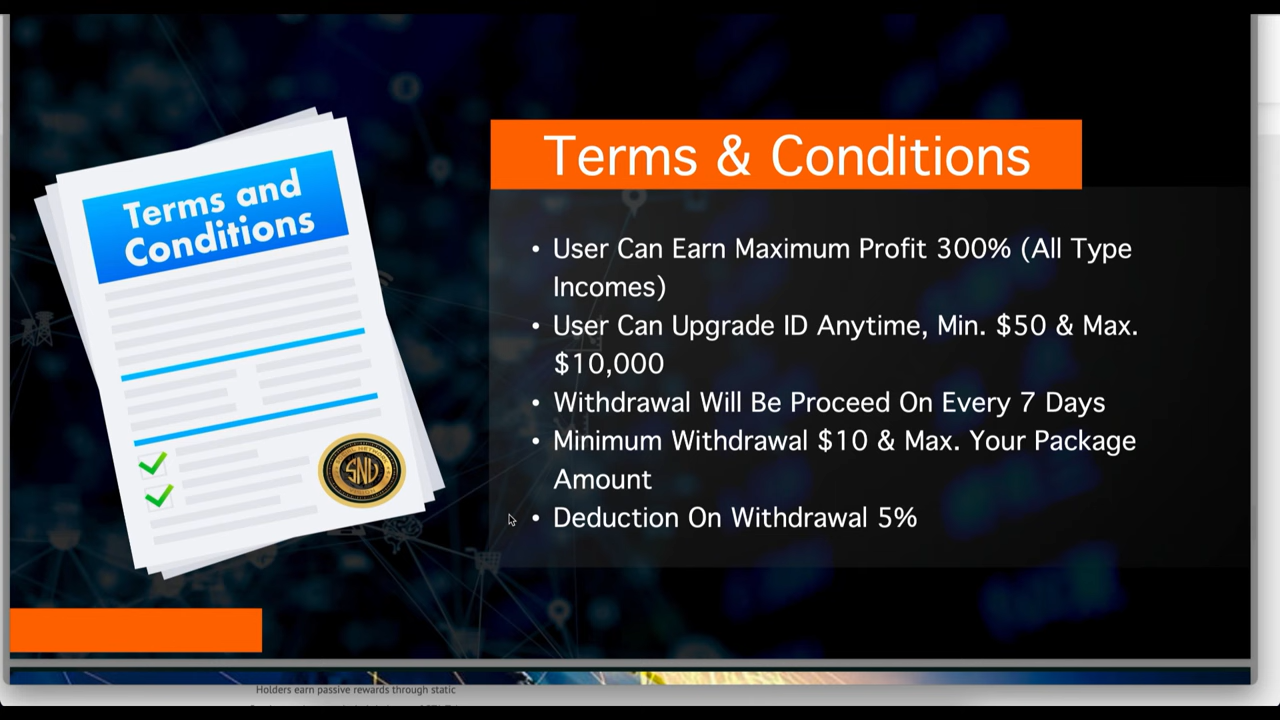 Terms & Conditions
Terms and
Conditions
• User Can Earn Maximum Profit 300% (All Type
Incomes)
• User Can Upgrade ID Anytime, Min. $50 & Max.
$10,000
• Withdrawal Will Be Proceed On Every 7 Days
• Minimum Withdrawal $10 & Max. Your Package
Amount
• Deduction On Withdrawal 5%
SNV
Holders earn passive rewards through static